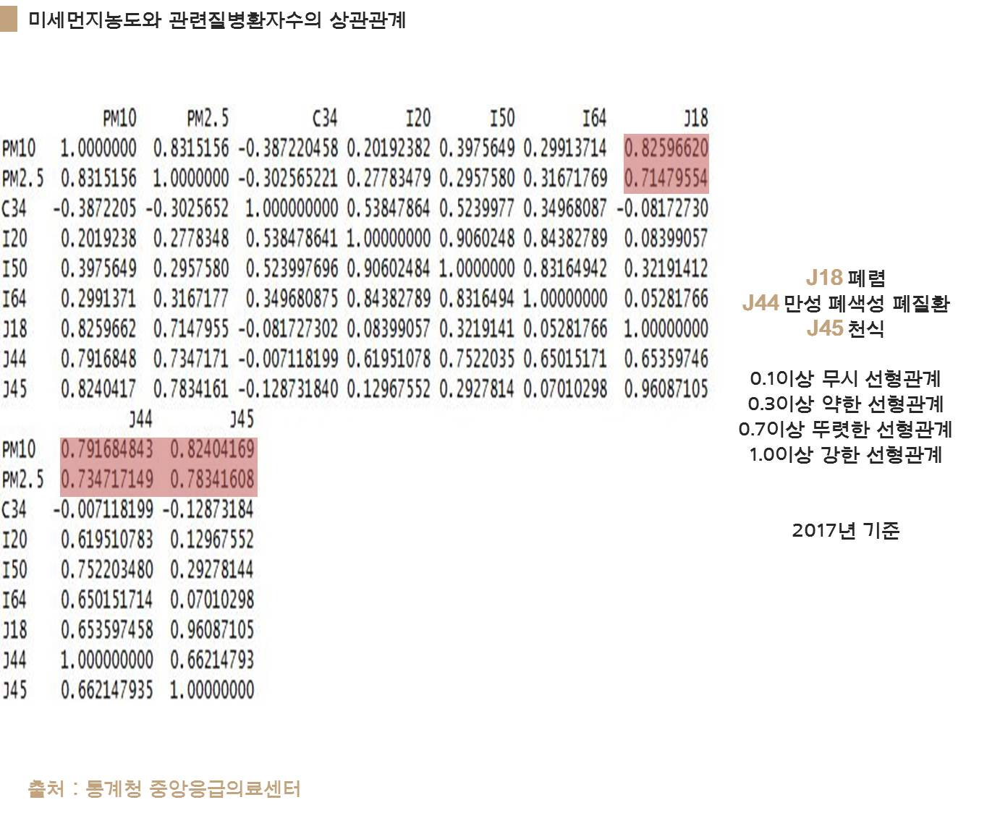 미세먼지농도와 관련질병환자수의 상관관계
PM10 PM2.5 C34 I20 I50 I64 J18
PM10 1.0000000 0.8315156 -0.387220458 0.20192382 0.3975649 0.29913714 0.82596620
PM2.5 0.8315156 1.0000000 -0.302565221 0.27783479 0.2957580 0.31671769 0.71479554
C34 -0.3872205 -0.3025652 1.000000000 0.53847864 0.5239977 0.34968087 -0.08172730
I20 0.2019238 0.2778348 0.538478641 1.00000000 0.9060248 0.84382789 0.08399057
I50 0.3975649 0.2957580 0.523997696 0.90602484 1.0000000 0.83164942 0.32191412
I64 0.2991371 0.3167177 0.349680875 0.84382789 0.8316494 1.00000000 0.05281766
J18 0.8259662 0.7147955 -0.081727302 0.08399057 0.3219141 0.05281766 1.00000000
J44 0.7916848 0.7347171 -0.007118199 0.61951078 0.7522035 0.65015171 0.65359746
J45 0.8240417 0.7834161 -0.128731840 0.12967552 0.2927814 0.07010298 0.96087105
J44 J45
PM10 0.791684843 0.82404169
PM2.5 0.734717149 0.78341608
C34 -0.007118199 -0.12873184
I20 0.619510783 0.12967552
I50 0.752203480 0.29278144
I64 0.650151714 0.07010298
J18 0.653597458 0.96087105
J44 1.000000000 0.66214793
J45 0.662147935 1.00000000
J18 폐렴
J44 만성 폐색성 폐질환
J45 천식
0.1이상 무시 선형관계
0.3이상 약한 선형관계
0.7이상 뚜렷한 선형관계
1.0이상 강한 선형관계
2017년 기준
출처 : 통계청 중앙응급의료센터